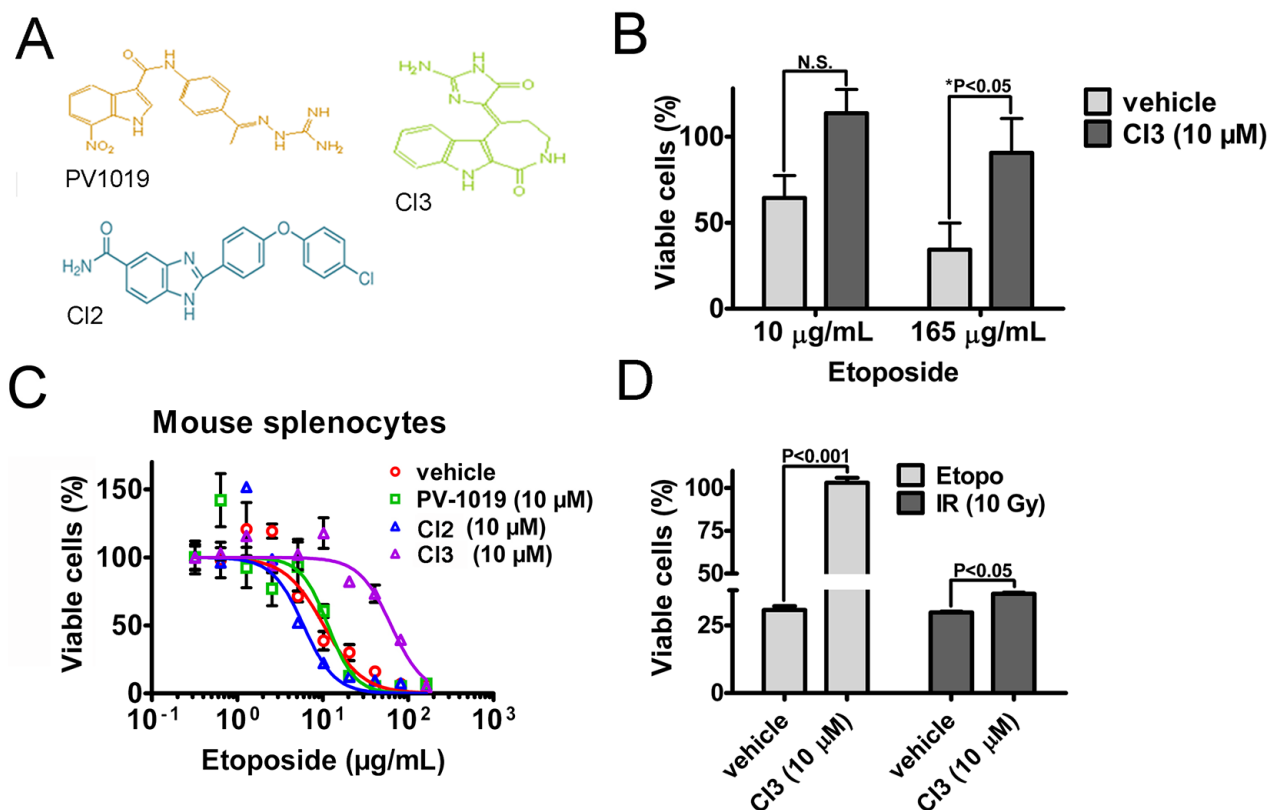 A
O
H
N
NH
N
H
NO₂
N
N
H
NH
NH₂
PV1019
H₂N
NH
N
O
NH
N
H
O
CI3
O
H₂N
N
N
H
O
Cl
CI2
B
N.S.
*P<0.05
vehicle
CI3 (10 µM)
Viable cells (%)
100
50
0
10 µg/mL
165 µg/mL
Etoposide
C
Mouse splenocytes
vehicle
PV-1019 (10 µM)
CI2 (10 µM)
CI3 (10 µM)
Viable cells (%)
150
100
50
0
10⁻¹
10⁰
10¹
10²
10³
Etoposide (µg/mL)
D
P<0.001
Etopo
IR (10 Gy)
P<0.05
Viable cells (%)
100
75
50
25
0
vehicle
CI3 (10 µM)
vehicle
CI3 (10 µM)